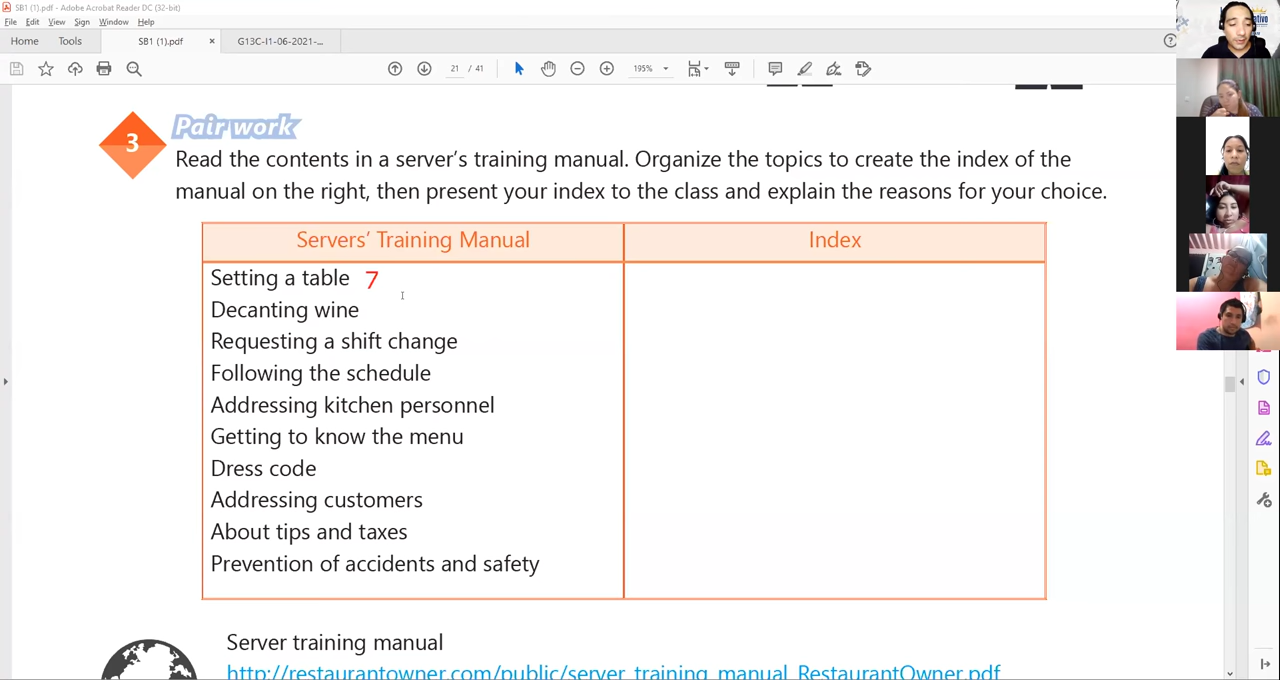 SB1 (1).pdf - Adobe Acrobat Reader DC (32-bit)
File Edit View Sign Window Help
Home Tools SB1 (1).pdf × G13C-I1-06-2021-...
21 / 41 195%
3 Pair work
Read the contents in a server's training manual. Organize the topics to create the index of the
manual on the right, then present your index to the class and explain the reasons for your choice.
Servers' Training Manual Index
Setting a table 7
Decanting wine
Requesting a shift change
Following the schedule
Addressing kitchen personnel
Getting to know the menu
Dress code
Addressing customers
About tips and taxes
Prevention of accidents and safety
Server training manual
http://restaurantowner.com/public/server_training_manual_RestaurantOwner.pdf